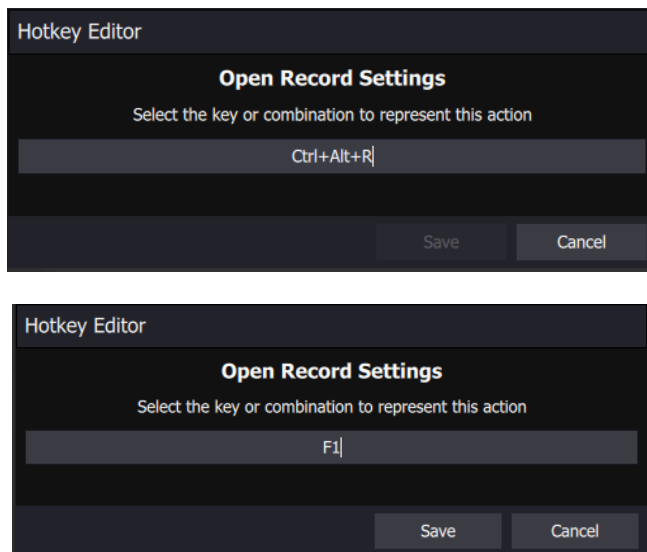 Hotkey Editor
Open Record Settings
Select the key or combination to represent this action
Ctrl+Alt+R
Save Cancel
Hotkey Editor
Open Record Settings
Select the key or combination to represent this action
F1
Save Cancel